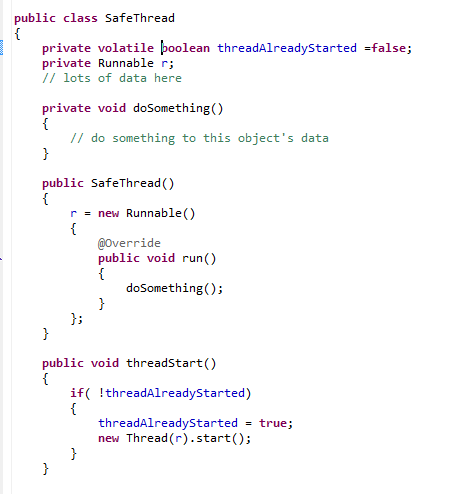 public class SafeThread
{
    private volatile boolean threadAlreadyStarted =false;
    private Runnable r;
    // lots of data here

    private void doSomething()
    {
        // do something to this object's data
    }

    public SafeThread()
    {
        r = new Runnable()
        {
            @Override
            public void run()
            {
                doSomething();
            }
        };
    }

    public void threadStart()
    {
        if( !threadAlreadyStarted)
        {
            threadAlreadyStarted = true;
            new Thread(r).start();
        }
    }